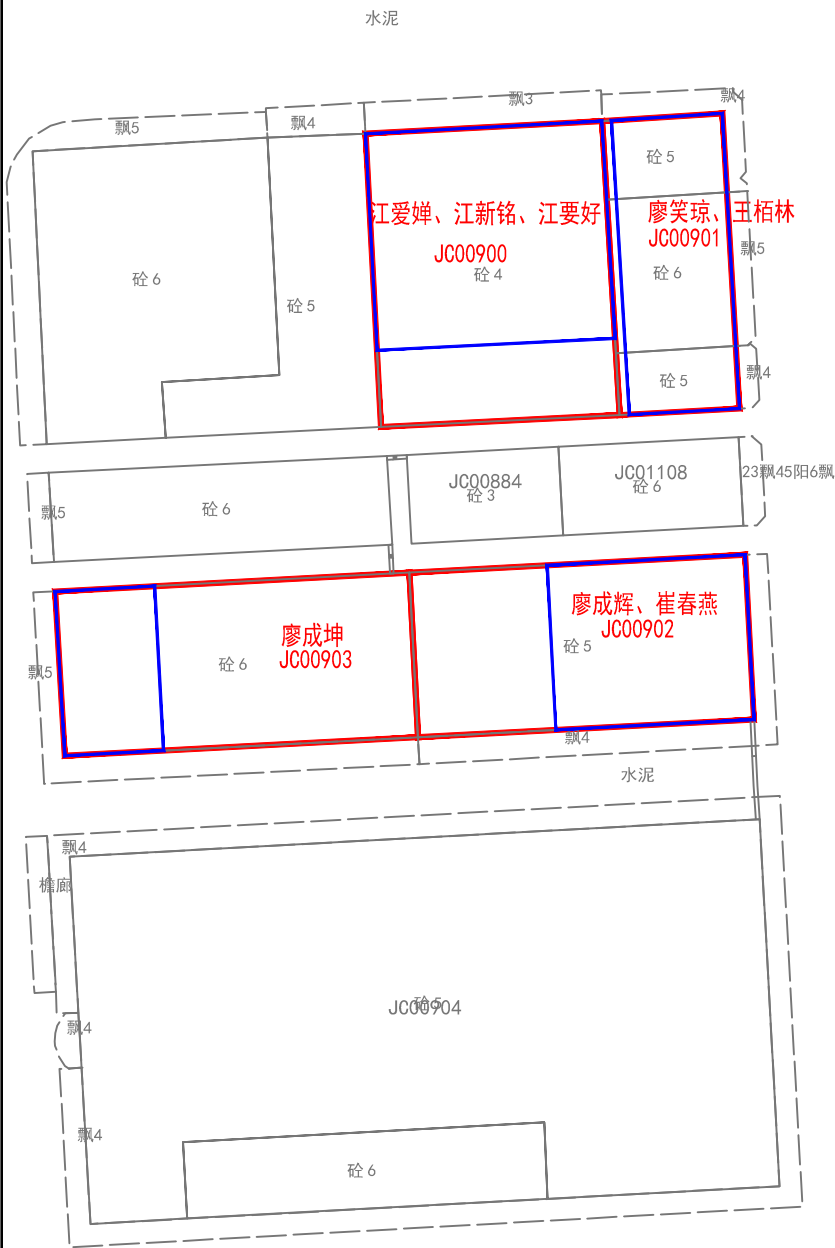 水泥
飘5
飘4
飘3
飘4
砼5
江爱婵、江新铭、江要好
JC00900
砼4
廖笑琼、王栢林
JC00901
飘5
砼6
砼5
砼6
砼5
飘4
JC00884
砼3
JC01108
砼6
23飘45阳6飘
飘5
砼6
廖成坤
JC00903
砼6
廖成辉、崔春燕
JC00902
砼5
飘5
飘4
水泥
飘4
檐廊
JC00904
砼5
飘4
飘4
砼6